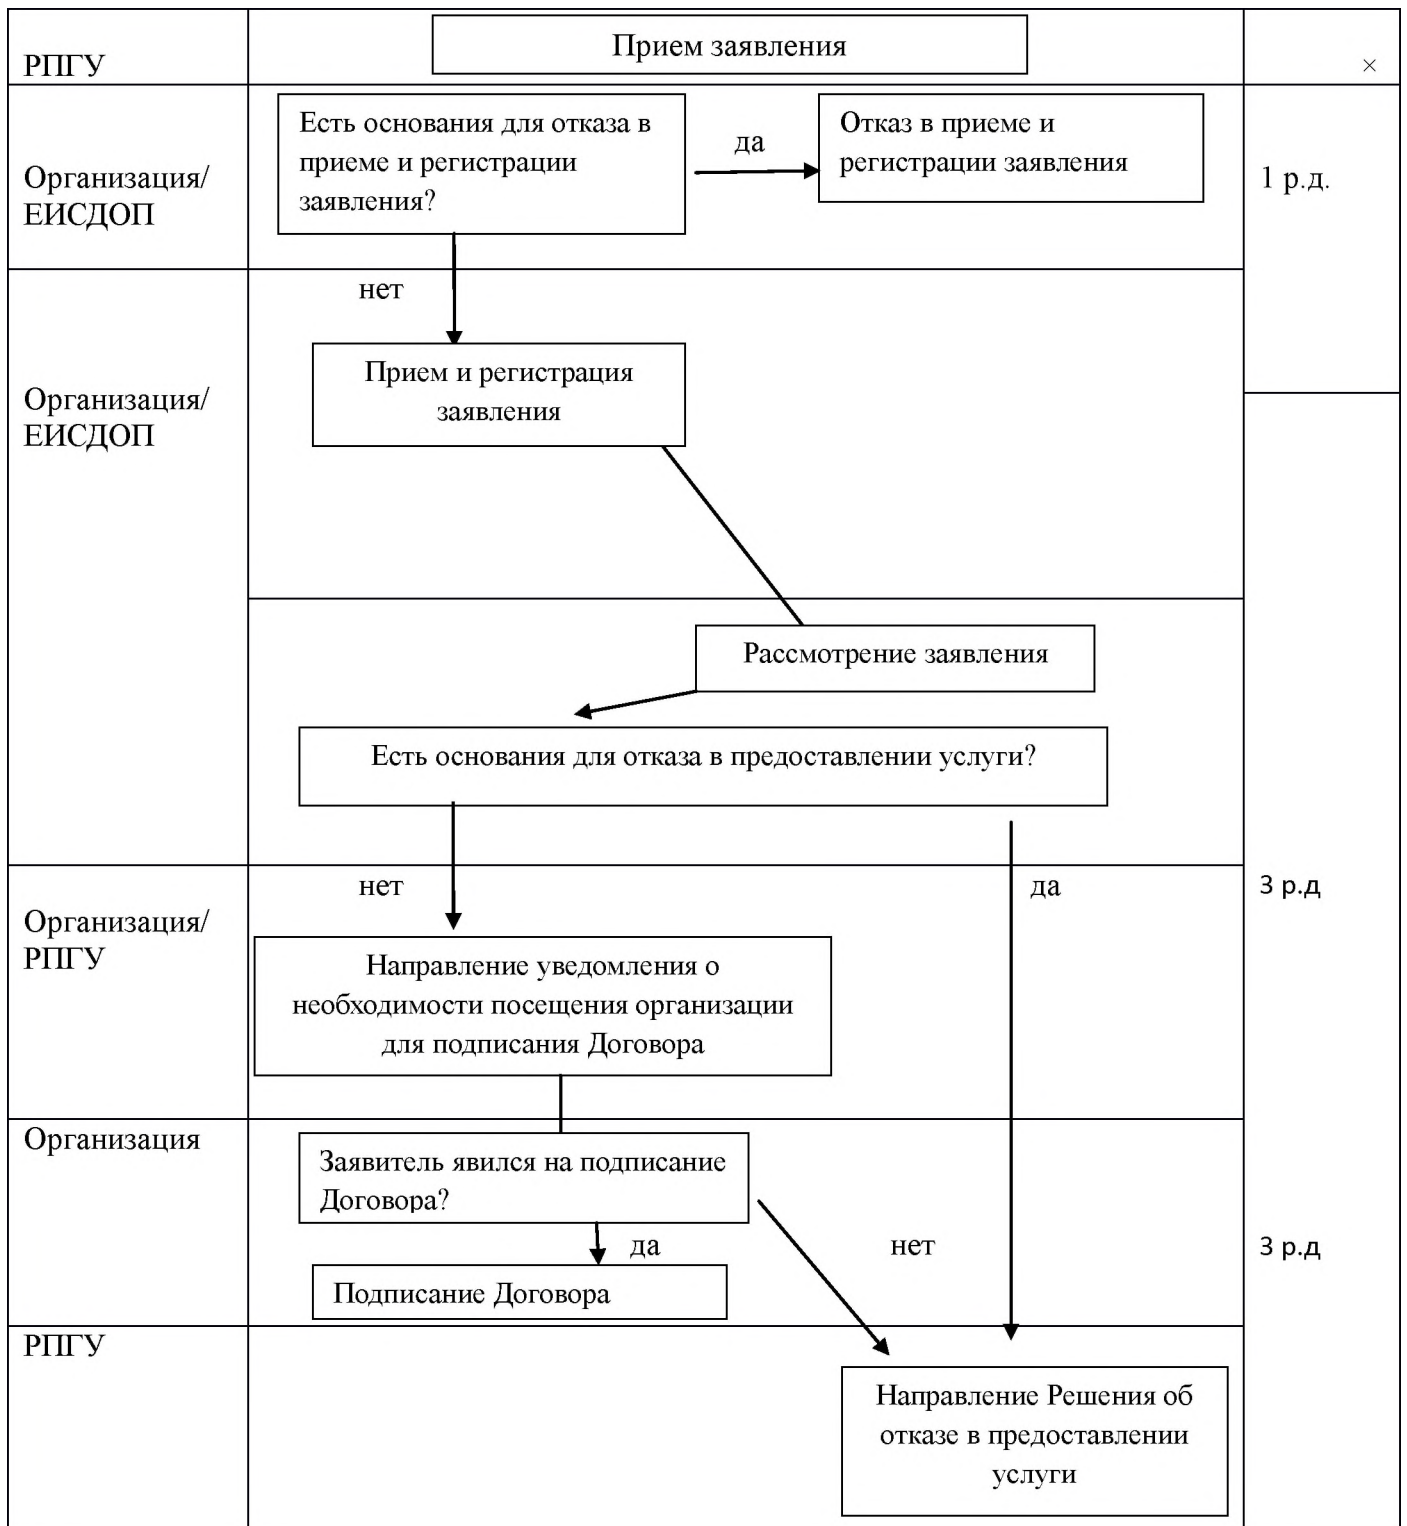 Прием заявления
РПГУ
×
Есть основания для отказа в
приеме и регистрации
заявления?
да
Отказ в приеме и
регистрации заявления
Организация/
ЕИСДОП
1 р.д.
нет
Прием и регистрация
заявления
Организация/
ЕИСДОП
Рассмотрение заявления
Есть основания для отказа в предоставлении услуги?
нет
да
3 р.д
Организация/
РПГУ
Направление уведомления о
необходимости посещения организации
для подписания Договора
Организация
Заявитель явился на подписание
Договора?
да
нет
3 р.д
Подписание Договора
РПГУ
Направление Решения об
отказе в предоставлении
услуги